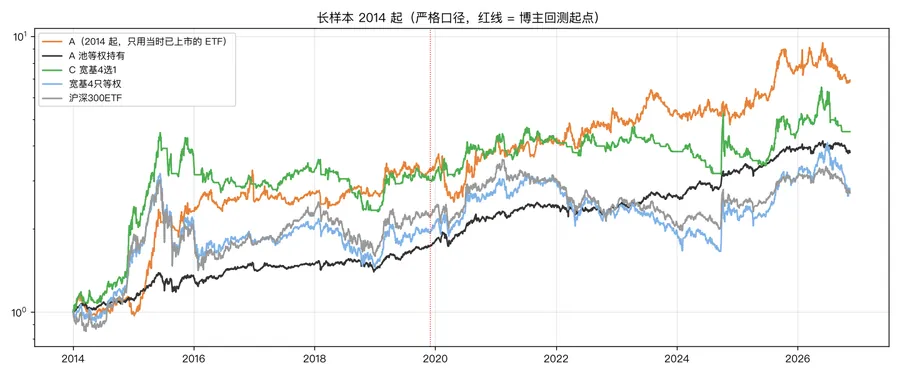 长样本 2014 起（严格口径，红线 = 博主回测起点）
A（2014 起，只用当时已上市的 ETF）
A 池等权持有
C 宽基4选1
宽基4只等权
沪深300ETF
10¹
10⁰
2014 2016 2018 2020 2022 2024 2026